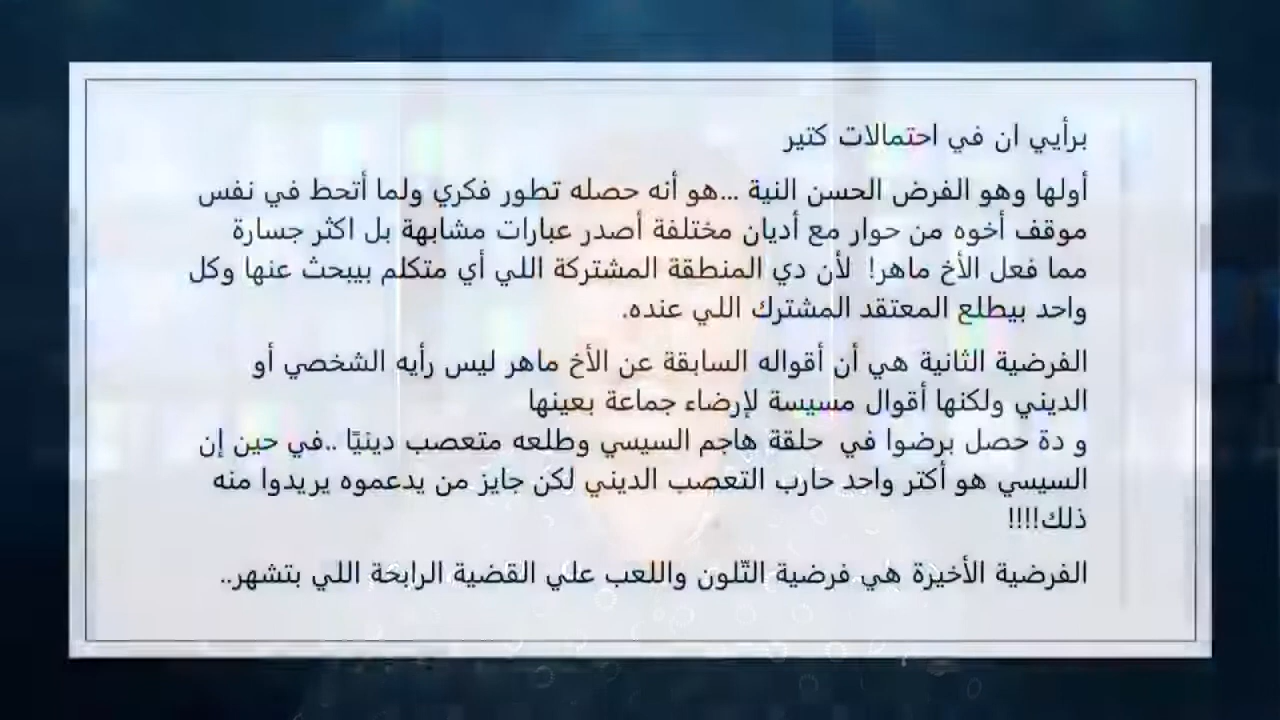 برأيي ان في احتمالات كتير
أولها وهو الفرض الحسن النية ...هو أنه حصله تطور فكري ولما أتحط في نفس
موقف أخوه من حوار مع أديان مختلفة أصدر عبارات مشابهة بل اكثر جسارة
مما فعل الأخ ماهر!  لأن دي المنطقة المشتركة اللي أي متكلم بيبحث عنها وكل
واحد بيطلع المعتقد المشترك اللي عنده.
الفرضية الثانية هي أن أقواله السابقة عن الأخ ماهر ليس رأيه الشخصي أو
الديني ولكنها أقوال مسيسة لإرضاء جماعة بعينها
و دة حصل برضوا في  حلقة هاجم السيسي وطلعه متعصب دينيًا ..في حين إن
السيسي هو أكتر واحد حارب التعصب الديني لكن جايز من يدعموه يريدوا منه
ذلك!!!!
الفرضية الأخيرة هي فرضية التّلون واللعب علي القضية الرابحة اللي بتشهر..